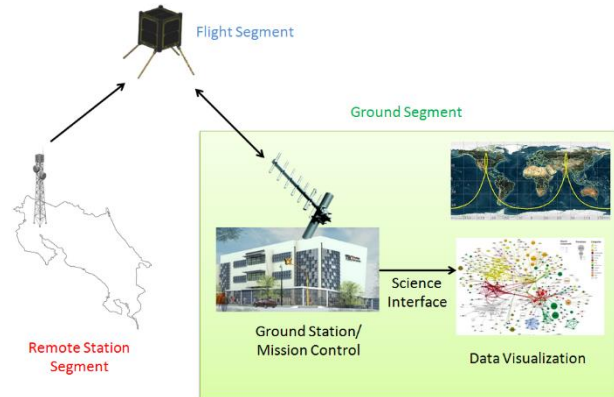 Flight Segment
Ground Segment
Science
Interface
Ground Station/
Mission Control
Data Visualization
Remote Station
Segment